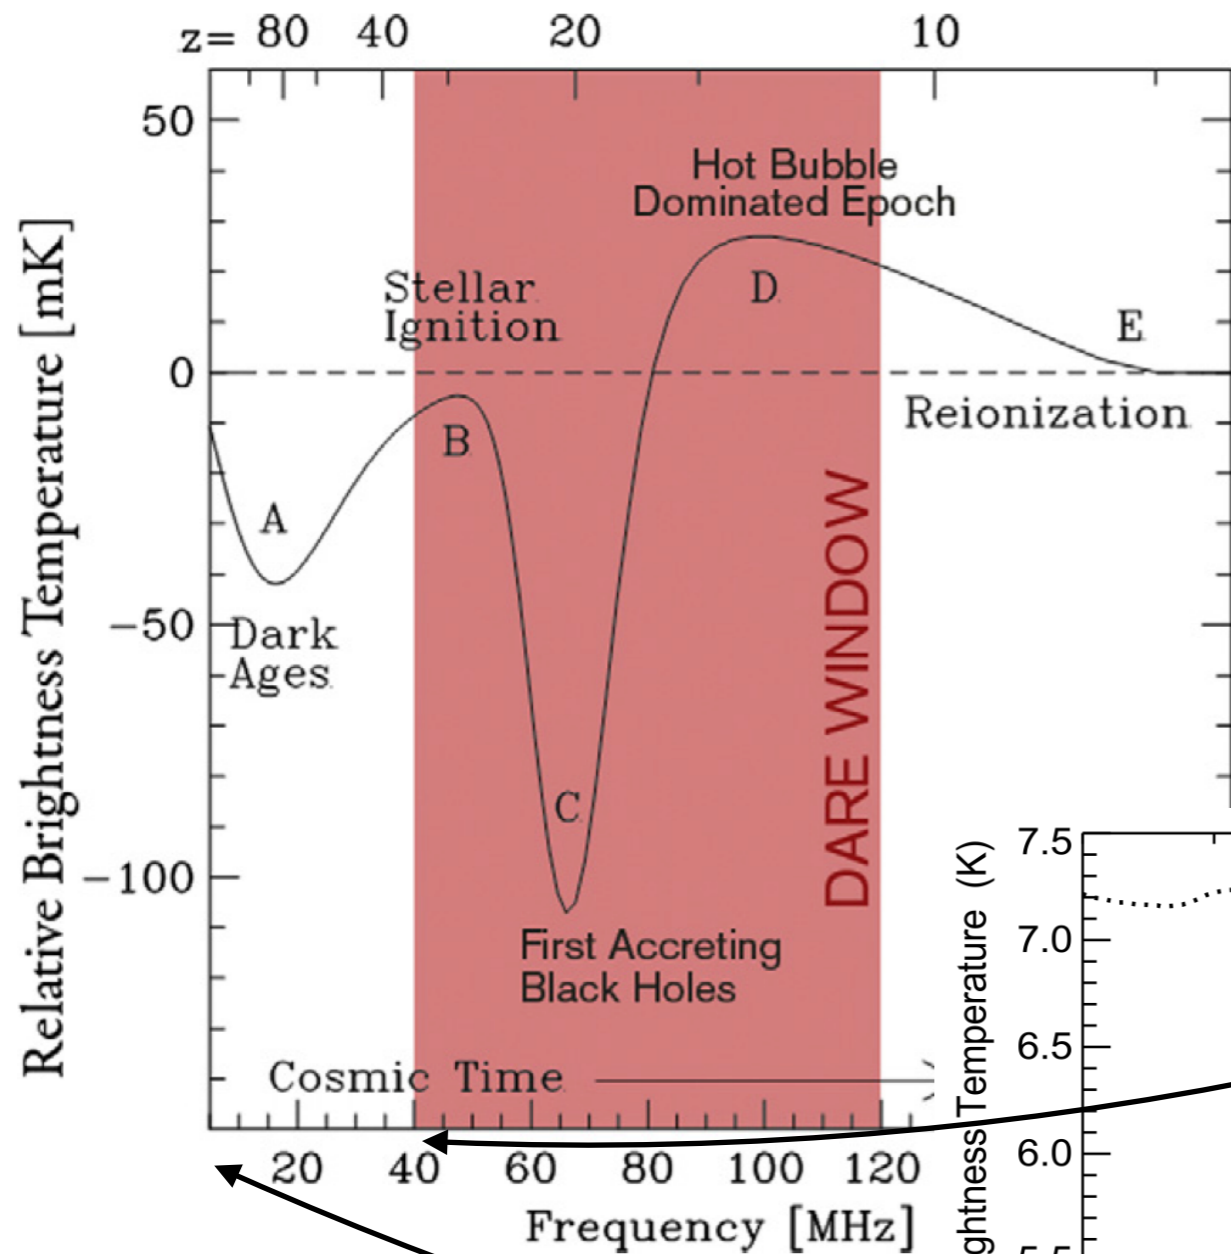 z= 80 40 20 10
50
0
−50
−100
Relative Brightness Temperature [mK]
Hot Bubble
Dominated Epoch
Stellar
Ignition
A
B
C
D
E
Reionization
Dark
Ages
DARE WINDOW
First Accreting
Black Holes
Cosmic Time
20 40 60 80 100 120
Frequency [MHz]
7.5
7.0
6.5
6.0
Temperature (K)